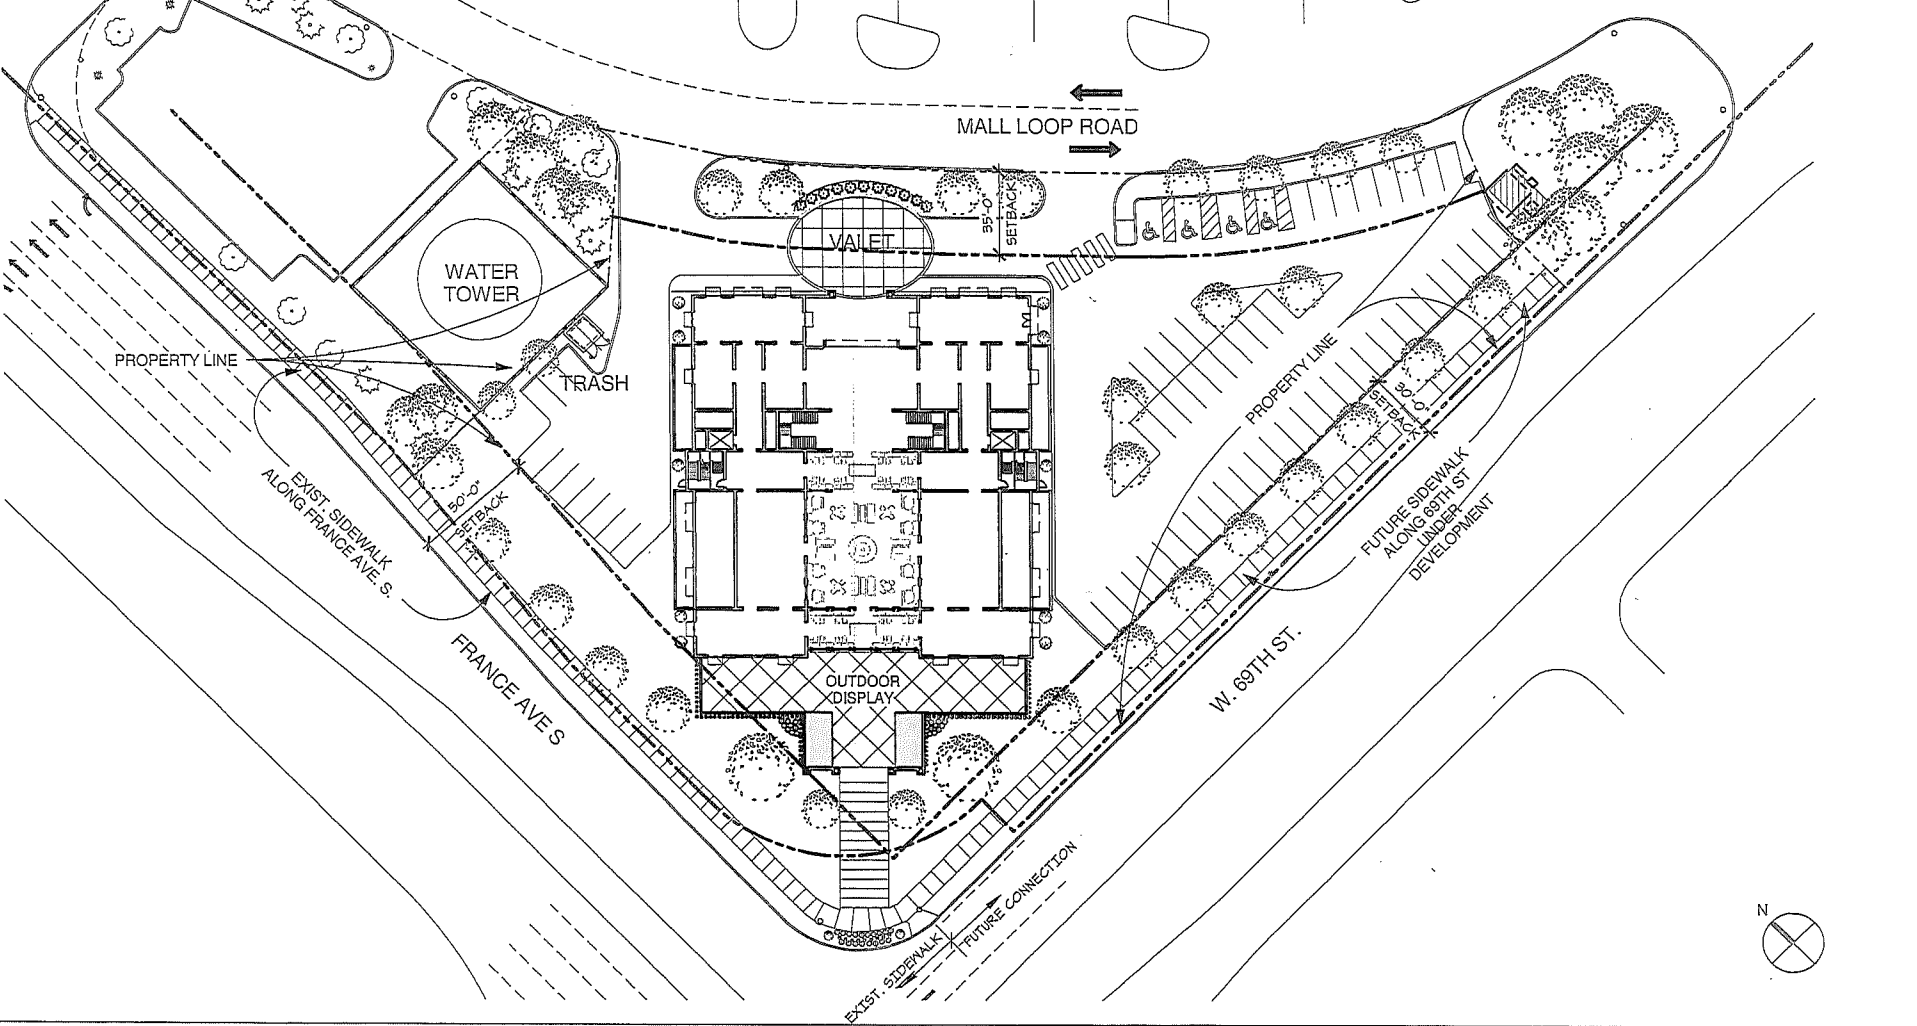 MALL LOOP ROAD
35'-0"
SETBACK
VALET
WATER
TOWER
PROPERTY LINE
TRASH
PROPERTY LINE
30'-0"
SETBACK
50'-0"
SETBACK
EXIST. SIDEWALK
ALONG FRANCE AVE. S.
FUTURE SIDEWALK
ALONG 69TH ST
UNDER
DEVELOPMENT
FRANCE AVE S
W. 69TH ST.
OUTDOOR
DISPLAY
EXIST. SIDEWALK
FUTURE CONNECTION
N